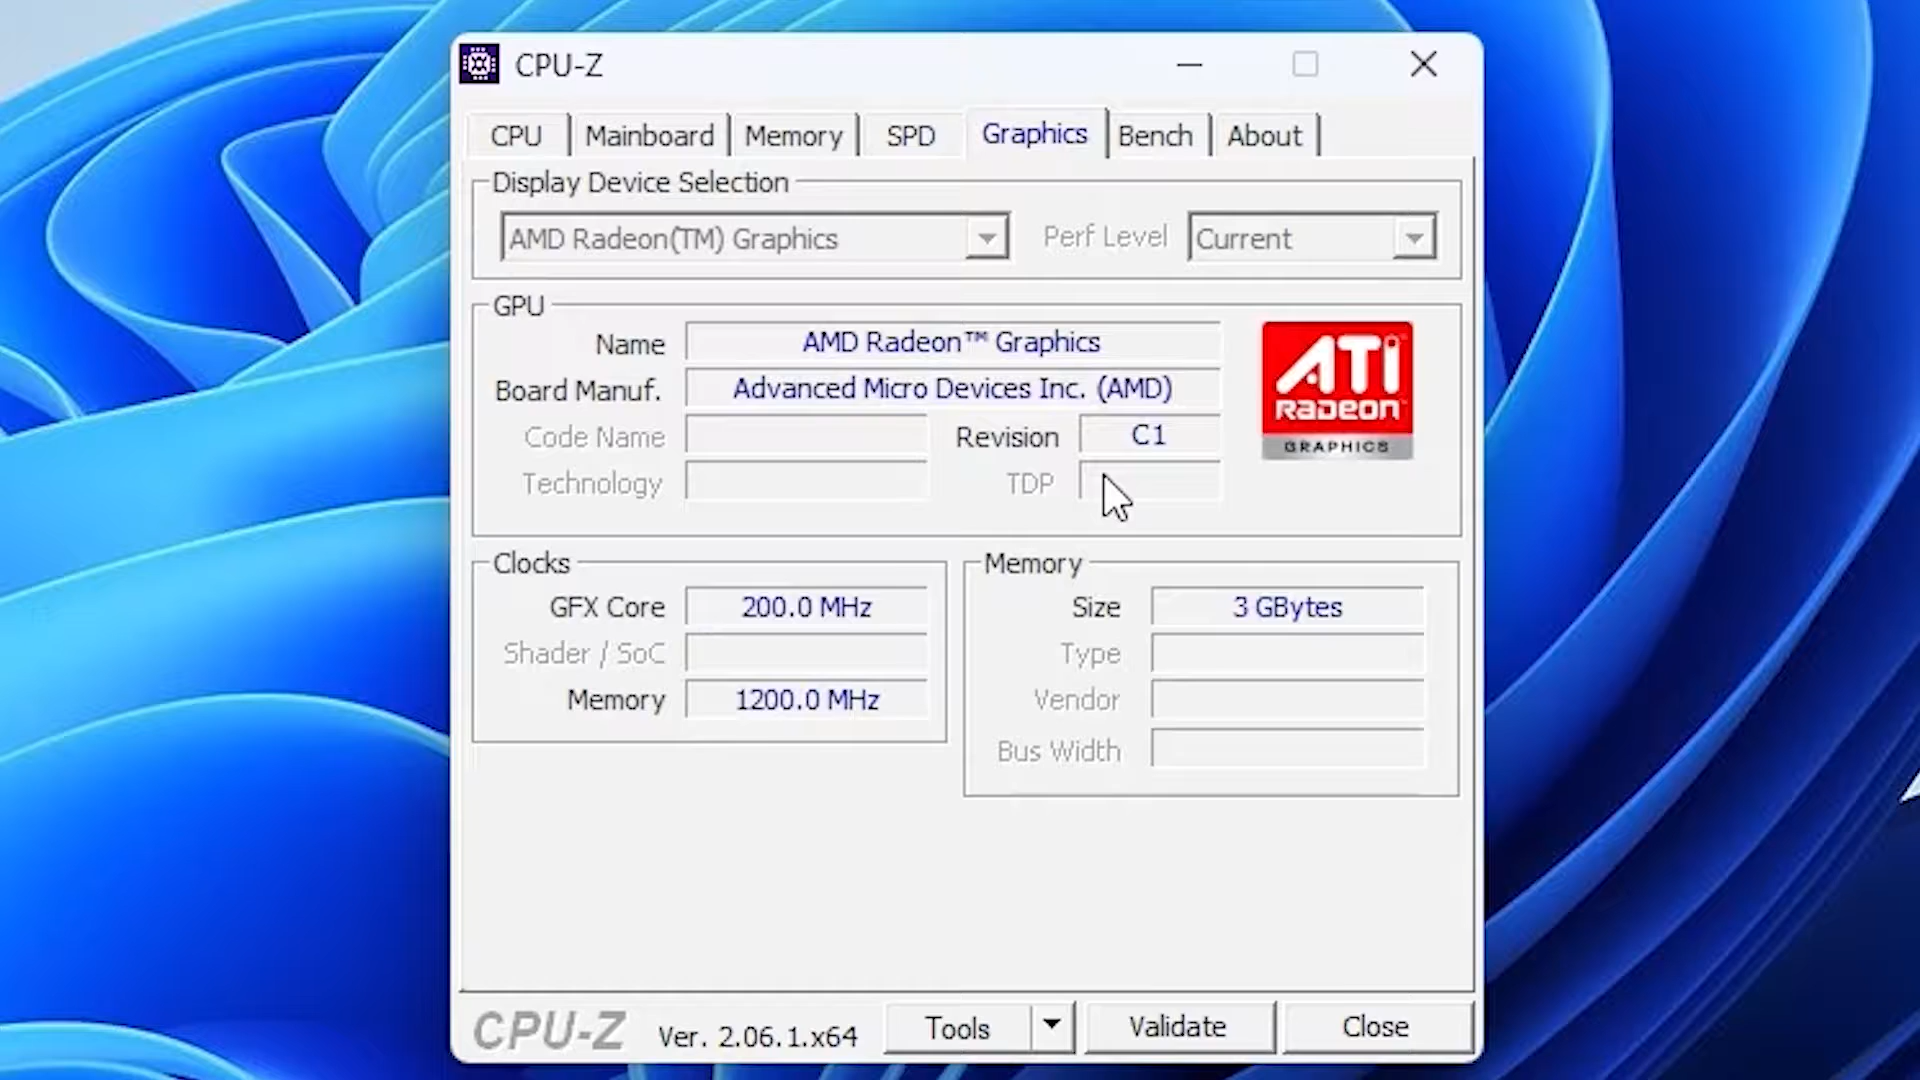 CPU-Z
CPU Mainboard Memory SPD Graphics Bench About
Display Device Selection
AMD Radeon(TM) Graphics Perf Level Current
GPU
Name AMD Radeon™ Graphics
Board Manuf. Advanced Micro Devices Inc. (AMD)
Code Name Revision C1
Technology TDP
ATI
RADEON
GRAPHICS
Clocks
GFX Core 200.0 MHz
Shader / SoC
Memory 1200.0 MHz
Memory
Size 3 GBytes
Type
Vendor
Bus Width
CPU-Z Ver. 2.06.1.x64 Tools Validate Close